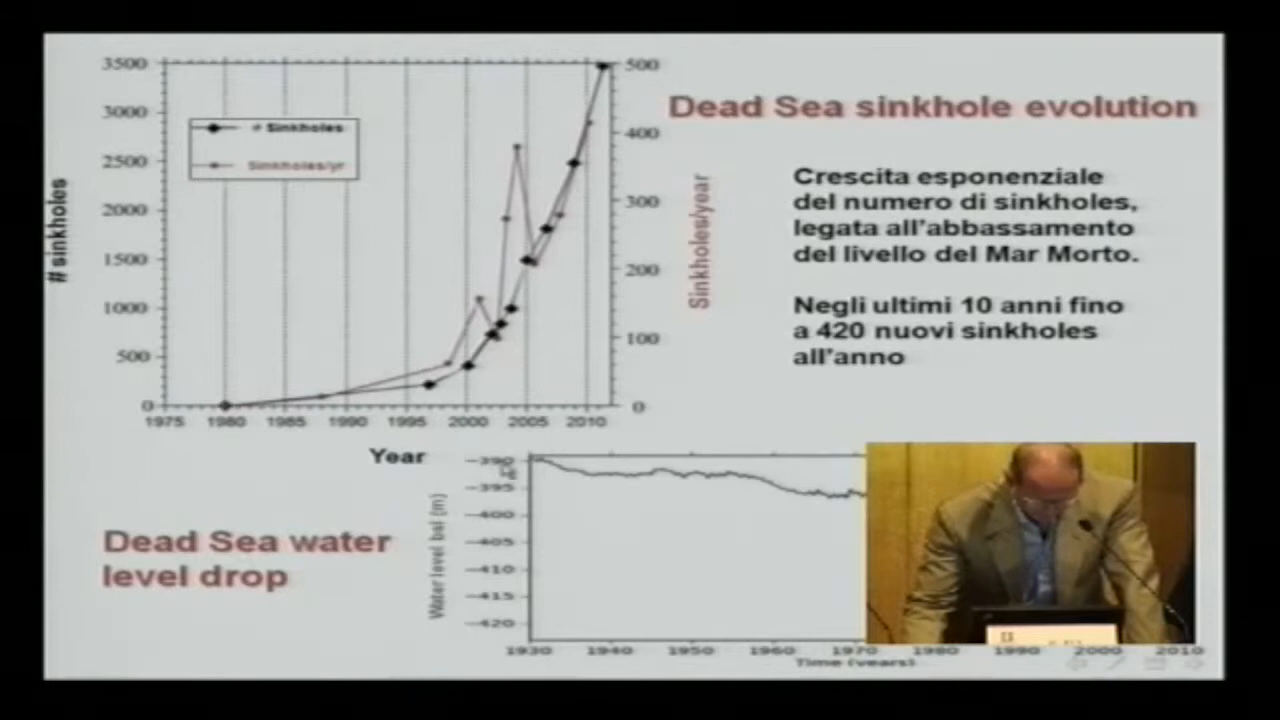 Dead Sea sinkhole evolution
# sinkholes
3500
3000
2500
2000
1500
1000
500
0
# Sinkholes
Sinkholes/yr
500
400
300
200
100
0
Sinkholes/year
1975 1980 1985 1990 1995 2000 2005 2010
Year
Crescita esponenziale
del numero di sinkholes,
legata all'abbassamento
del livello del Mar Morto.
Negli ultimi 10 anni fino
a 420 nuovi sinkholes
all'anno
Dead Sea water
level drop
Water level bsl (m)
-390
-395
-400
-405
-410
-415
-420
1930 1940 1950 1960 1970 1980 1990 2000 2010
Time (years)